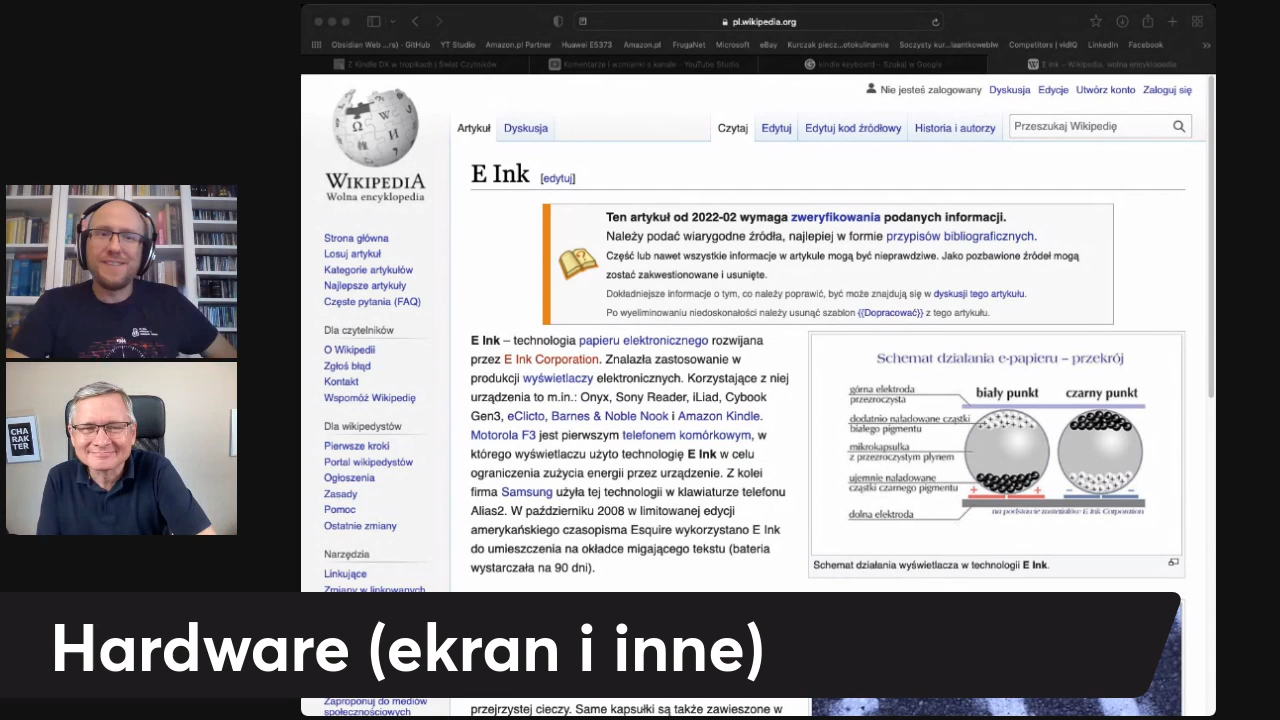 pl.wikipedia.org
Obsidian Web ...rs) · GitHub YT Studio Amazon.pl Partner Huawei E5373 Amazon.pl FrugaNet Microsoft eBay Kurczak piecz...otokulinarnie Soczysty kur...laantkoweblw Competitors | vidIQ LinkedIn Facebook
Z Kindle DX w tropikach | Świat Czytników Komentarze i wzmianki o kanale - YouTube Studio kindle keyboard – Szukaj w Google E Ink – Wikipedia, wolna encyklopedia
Nie jesteś zalogowany Dyskusja Edycje Utwórz konto Zaloguj się
Artykuł Dyskusja Czytaj Edytuj Edytuj kod źródłowy Historia i autorzy Przeszukaj Wikipedię
WIKIPEDIA
Wolna encyklopedia
Strona główna
Losuj artykuł
Kategorie artykułów
Najlepsze artykuły
Częste pytania (FAQ)
Dla czytelników
O Wikipedii
Zgłoś błąd
Kontakt
Wspomóż Wikipedię
Dla wikipedystów
Pierwsze kroki
Portal wikipedystów
Ogłoszenia
Zasady
Pomoc
Ostatnie zmiany
Narzędzia
Linkujące
Zmiany w linkowanych
Zaproponuj do mediów
społecznościowych
E Ink [edytuj]
Ten artykuł od 2022-02 wymaga zweryfikowania podanych informacji.
Należy podać wiarygodne źródła, najlepiej w formie przypisów bibliograficznych.
Część lub nawet wszystkie informacje w artykule mogą być nieprawdziwe. Jako pozbawione źródeł mogą
zostać zakwestionowane i usunięte.
Dokładniejsze informacje o tym, co należy poprawić, być może znajdują się w dyskusji tego artykułu.
Po wyeliminowaniu niedoskonałości należy usunąć szablon {{Dopracować}} z tego artykułu.
E Ink – technologia papieru elektronicznego rozwijana
przez E Ink Corporation. Znalazła zastosowanie w
produkcji wyświetlaczy elektronicznych. Korzystające z niej
urządzenia to m.in.: Onyx, Sony Reader, iLiad, Cybook
Gen3, eClicto, Barnes & Noble Nook i Amazon Kindle.
Motorola F3 jest pierwszym telefonem komórkowym, w
którego wyświetlaczu użyto technologię E Ink w celu
ograniczenia zużycia energii przez urządzenie. Z kolei
firma Samsung użyła tej technologii w klawiaturze telefonu
Alias2. W październiku 2008 w limitowanej edycji
amerykańskiego czasopisma Esquire wykorzystano E Ink
do umieszczenia na okładce migającego tekstu (bateria
wystarczała na 90 dni).
Schemat działania e-papieru – przekrój
górna elektroda
przezroczysta
biały punkt czarny punkt
dodatnio naładowane cząstki
białego pigmentu
mikrokapsułka
z przezroczystym płynem
ujemnie naładowane
cząstki czarnego pigmentu
+ + – –
dolna elektroda
na podstawie materiałów E Ink Corporation
Schemat działania wyświetlacza w technologii E Ink.
przejrzystej cieczy. Same kapsułki są także zawieszone w
CHA
RAK
TER
Hardware (ekran i inne)